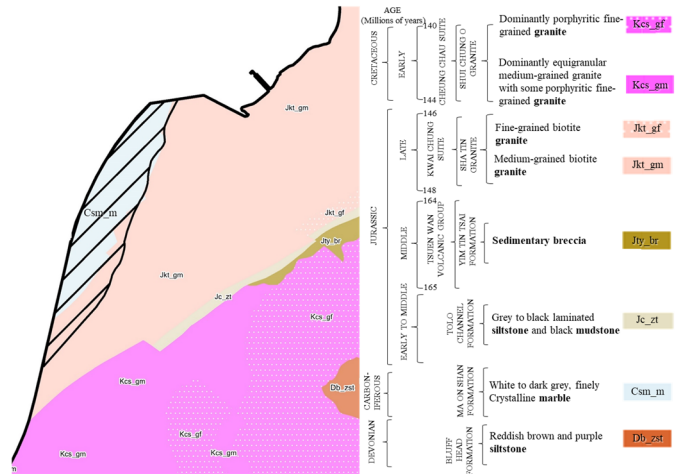 AGE
(Millions of years)
CRETACEOUS
EARLY
140
144
CHEUNG CHAU SUITE
SHUI CHUNG O
GRANITE
Dominantly porphyritic fine-
grained granite
Kcs_gf
Dominantly equigranular
medium-grained granite
with some porphyritic fine-
grained granite
Kcs_gm
JURASSIC
LATE
146
148
KWAI CHUNG
SUITE
SHA TIN
GRANITE
Fine-grained biotite
granite
Jkt_gf
Medium-grained biotite
granite
Jkt_gm
MIDDLE
164
165
TSUEN WAN
VOLCANIC GROUP
YIM TIN TSAI
FORMATION
Sedimentary breccia
Jty_br
EARLY TO MIDDLE
TOLO
CHANNEL
FORMATION
Grey to black laminated
siltstone and black mudstone
Jc_zt
CARBON-
IFEROUS
MA ON SHAN
FORMATION
White to dark grey, finely
Crystalline marble
Csm_m
DEVONIAN
BLUFF
HEAD
FORMATION
Reddish brown and purple
siltstone
Db_zst
Jkt_gm
Csm_m
Jkt_gf
Jty_br
Jkt_gm
Jc_zt
Kcs_gf
Kcs_gm
Db_zst
Kcs_gf
Kcs_gm
Kcs_gm
m